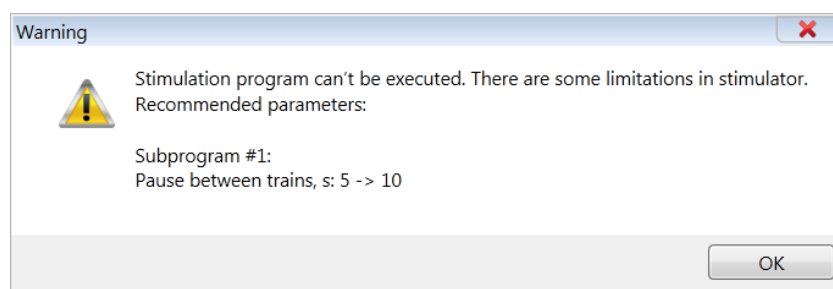 Warning
Stimulation program can't be executed. There are some limitations in stimulator.
Recommended parameters:
Subprogram #1:
Pause between trains, s: 5 -> 10
OK